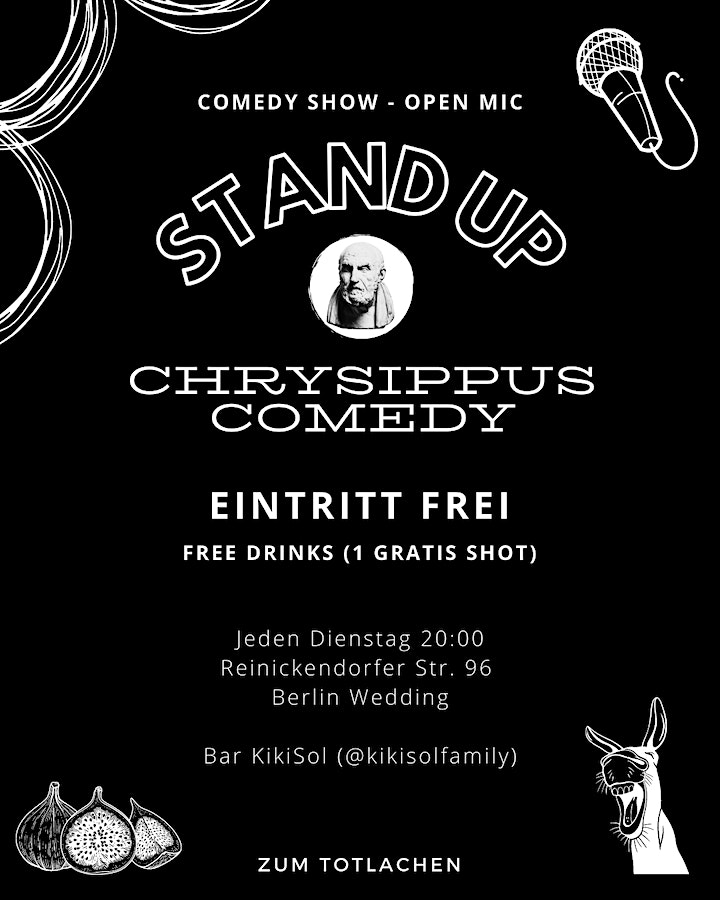 COMEDY SHOW - OPEN MIC
STAND UP
CHRYSIPPUS
COMEDY
EINTRITT FREI
FREE DRINKS (1 GRATIS SHOT)
Jeden Dienstag 20:00
Reinickendorfer Str. 96
Berlin Wedding
Bar KikiSol (@kikisolfamily)
ZUM TOTLACHEN